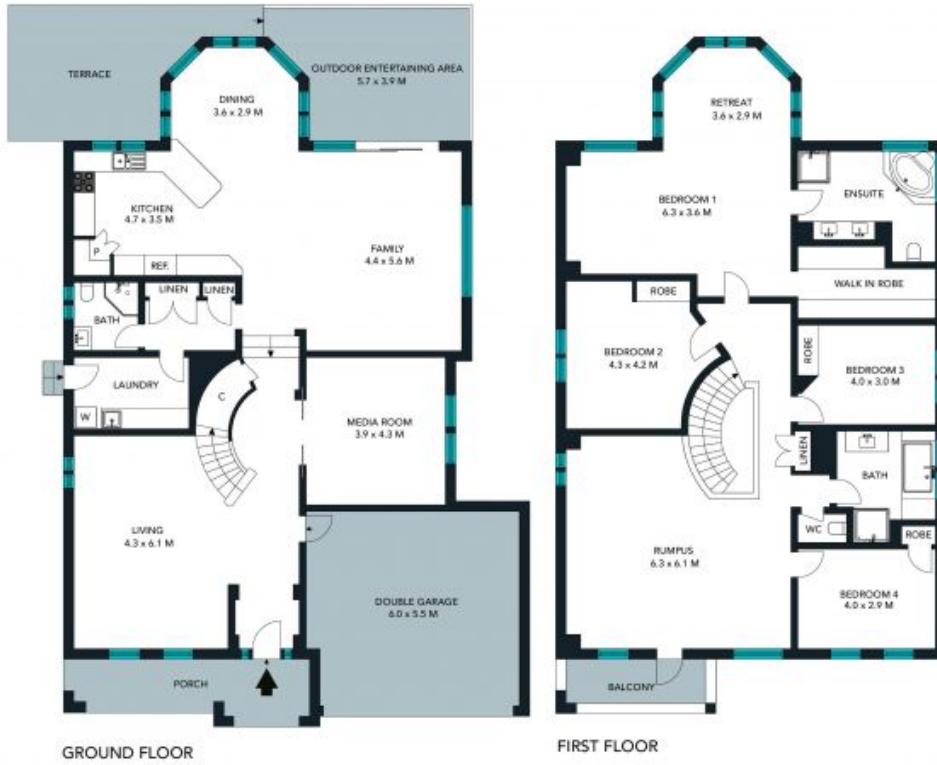 TERRACE
OUTDOOR ENTERTAINING AREA
5.7 x 3.9 M
DINING
3.6 x 2.9 M
KITCHEN
4.7 x 3.5 M
FAMILY
4.4 x 5.6 M
P
REF.
LINEN
LINEN
BATH
LAUNDRY
W
C
MEDIA ROOM
3.9 x 4.3 M
LIVING
4.3 x 6.1 M
DOUBLE GARAGE
6.0 x 5.5 M
PORCH
GROUND FLOOR
RETREAT
3.6 x 2.9 M
BEDROOM 1
6.3 x 3.6 M
ENSUITE
WALK IN ROBE
ROBE
BEDROOM 2
4.3 x 4.2 M
ROBE
BEDROOM 3
4.0 x 3.0 M
LINEN
BATH
WC
ROBE
RUMPUS
6.3 x 6.1 M
BEDROOM 4
4.0 x 2.9 M
BALCONY
FIRST FLOOR